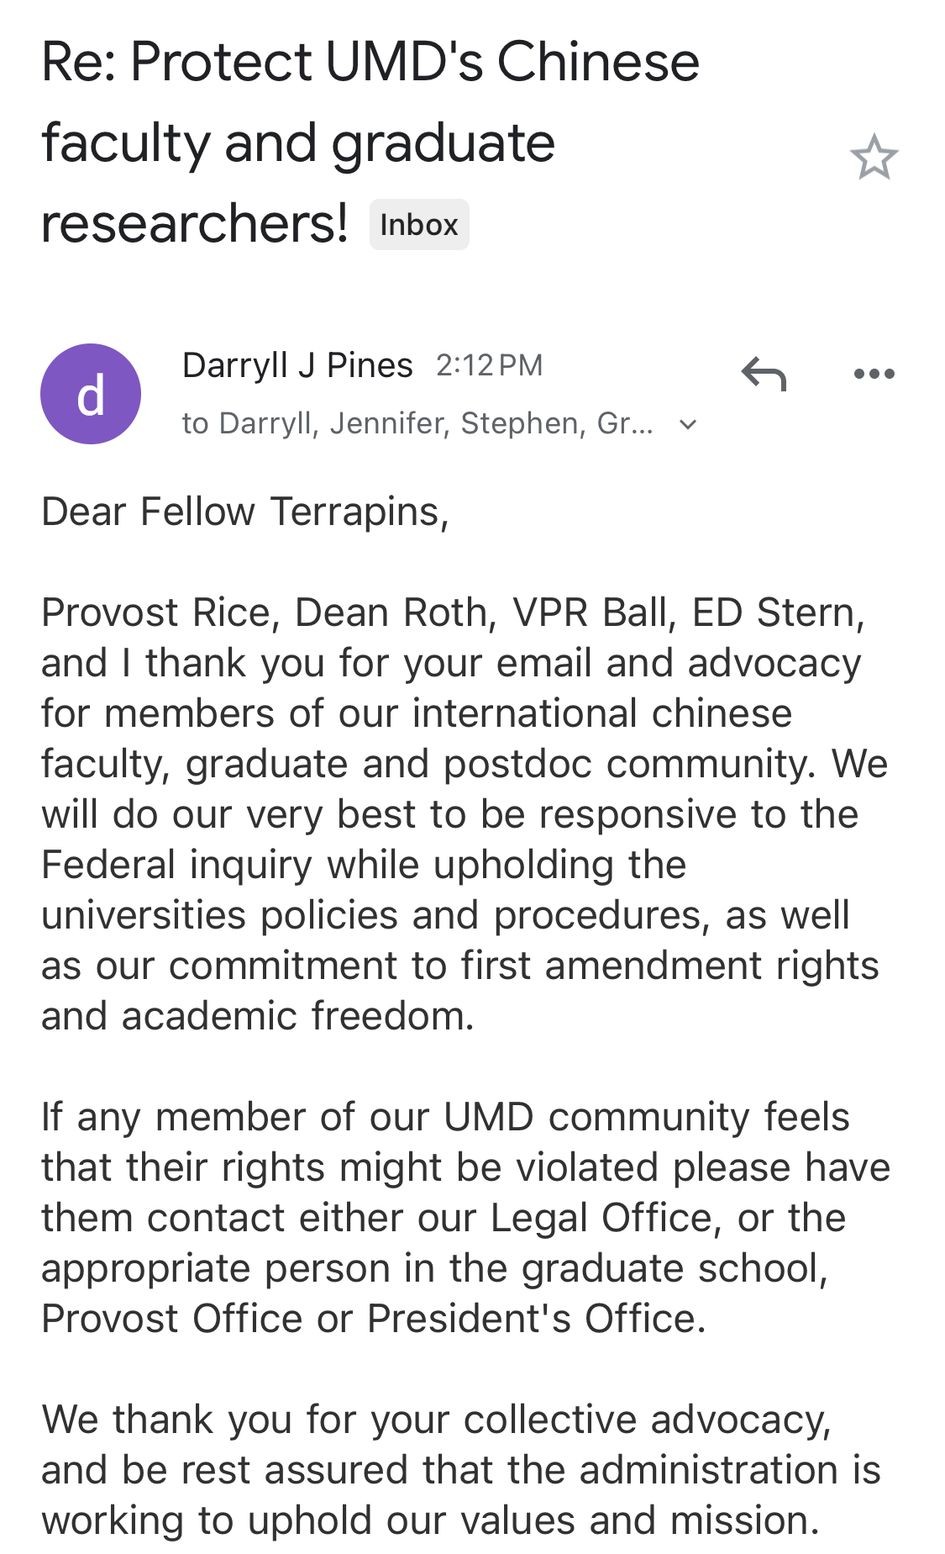 Re: Protect UMD's Chinese
faculty and graduate
researchers! Inbox
d
Darryll J Pines 2:12 PM
to Darryll, Jennifer, Stephen, Gr...
Dear Fellow Terrapins,
Provost Rice, Dean Roth, VPR Ball, ED Stern,
and I thank you for your email and advocacy
for members of our international chinese
faculty, graduate and postdoc community. We
will do our very best to be responsive to the
Federal inquiry while upholding the
universities policies and procedures, as well
as our commitment to first amendment rights
and academic freedom.
If any member of our UMD community feels
that their rights might be violated please have
them contact either our Legal Office, or the
appropriate person in the graduate school,
Provost Office or President's Office.
We thank you for your collective advocacy,
and be rest assured that the administration is
working to uphold our values and mission.